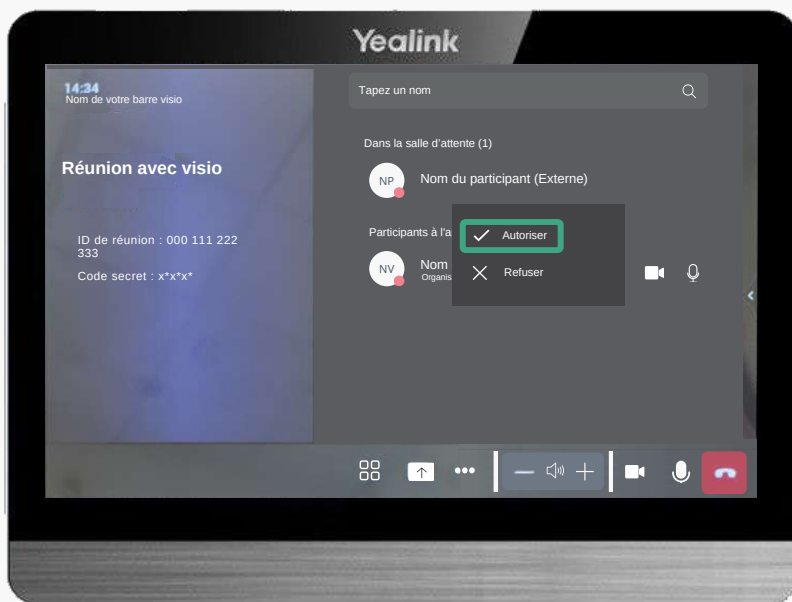 Yealink
14:34
Nom de votre barre visio
Réunion avec visio
ID de réunion : 000 111 222
333
Code secret : x*x*x*
Tapez un nom
Dans la salle d'attente (1)
NP
Nom du participant (Externe)
Participants à l'a
NV
Nom
Organis
Autoriser
Refuser